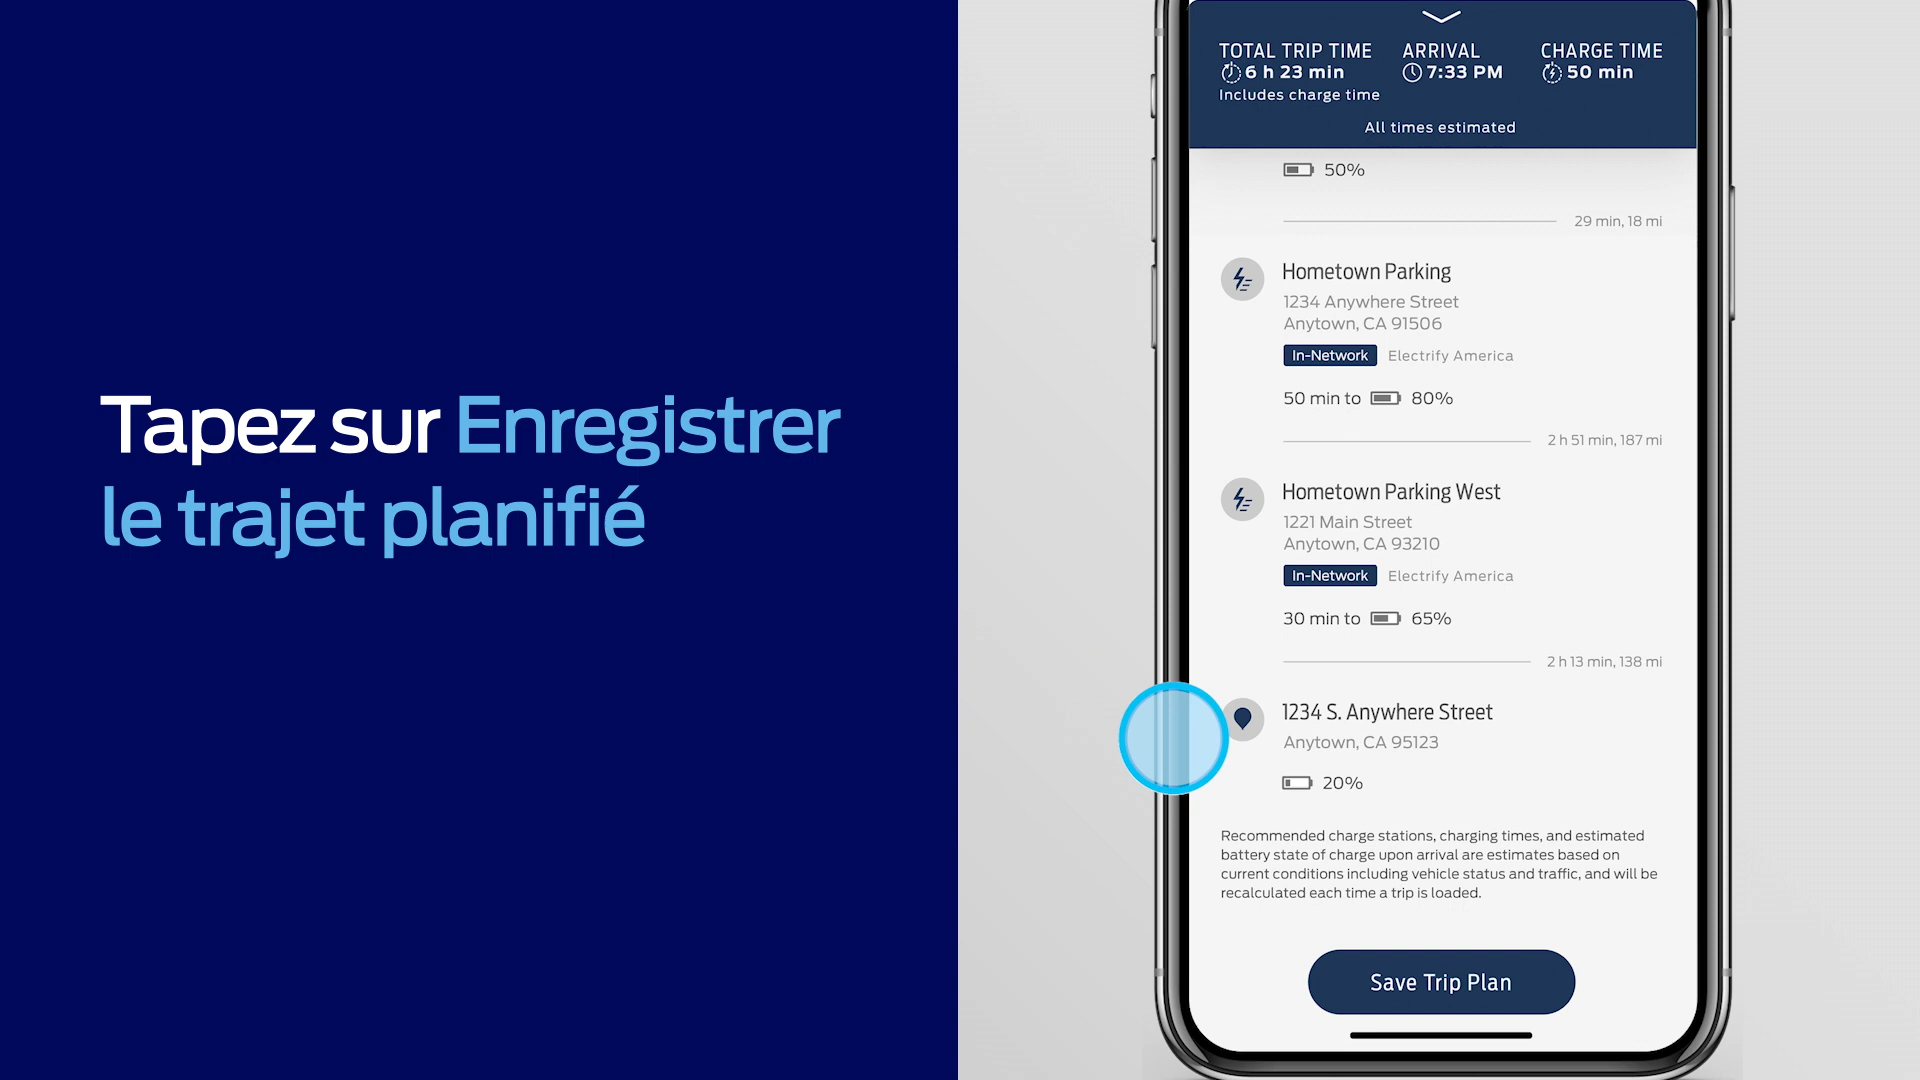 Tapez sur Enregistrer
le trajet planifié
TOTAL TRIP TIME
6 h 23 min
Includes charge time
ARRIVAL
7:33 PM
CHARGE TIME
50 min
All times estimated
50%
29 min, 18 mi
Hometown Parking
1234 Anywhere Street
Anytown, CA 91506
In-Network Electrify America
50 min to 80%
2 h 51 min, 187 mi
Hometown Parking West
1221 Main Street
Anytown, CA 93210
In-Network Electrify America
30 min to 65%
2 h 13 min, 138 mi
1234 S. Anywhere Street
Anytown, CA 95123
20%
Recommended charge stations, charging times, and estimated
battery state of charge upon arrival are estimates based on
current conditions including vehicle status and traffic, and will be
recalculated each time a trip is loaded.
Save Trip Plan